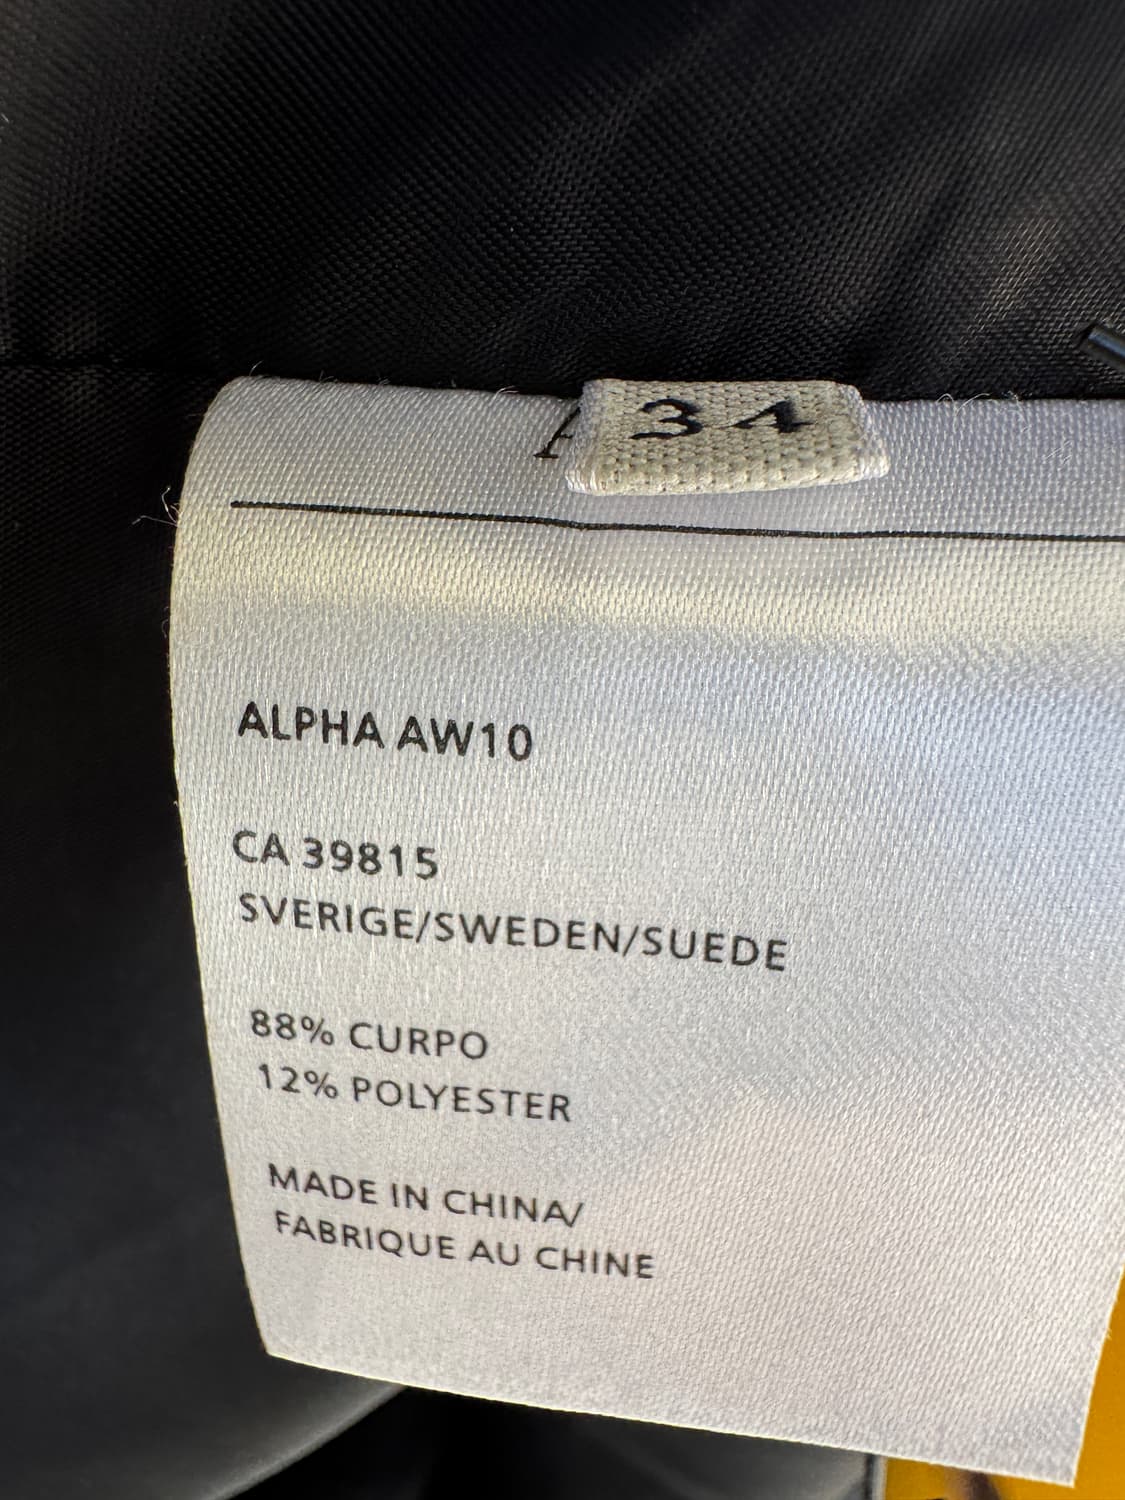 34
ALPHA AW10
CA 39815
SVERIGE/SWEDEN/SUEDE
88% CURPO
12% POLYESTER
MADE IN CHINA/
FABRIQUE AU CHINE